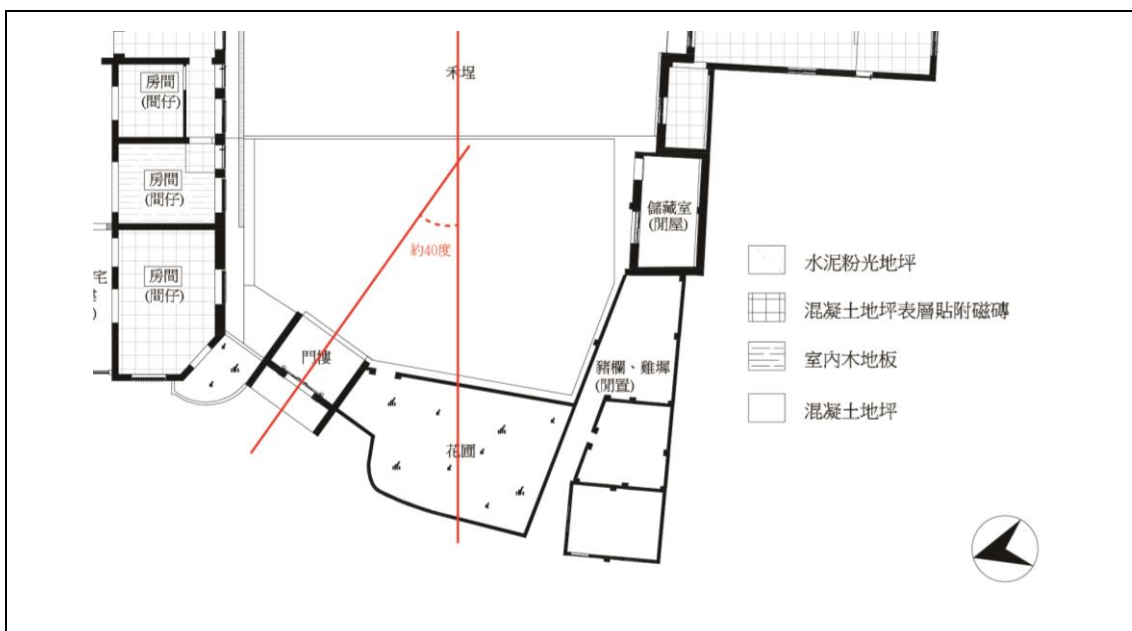 禾埕
房間
(間仔)
房間
(間仔)
儲藏室
(閒屋)
約40度
宅
)
房間
(間仔)
水泥粉光地坪
混凝土地坪表層貼附磁磚
門樓
豬欄、雞墀
(閒置)
室內木地板
混凝土地坪
花圃